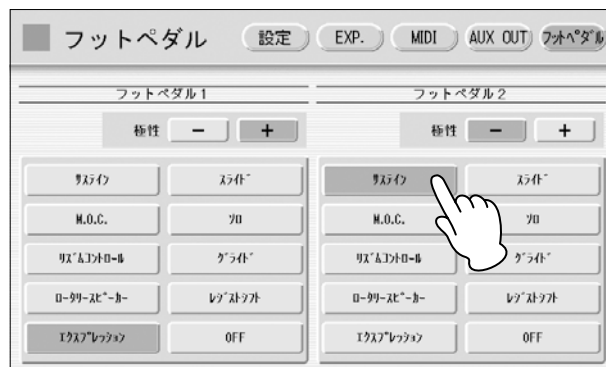 フットペダル 設定 EXP. MIDI AUX OUT フットペダル
フットペダル1 フットペダル2
極性 − + 極性 − +
サステイン スライド サステイン スライド
M.O.C. ソロ M.O.C. ソロ
リズムコントロール グライド リズムコントロール グライド
ロータリースピーカー レジストシフト ロータリースピーカー レジストシフト
エクスプレッション OFF エクスプレッション OFF